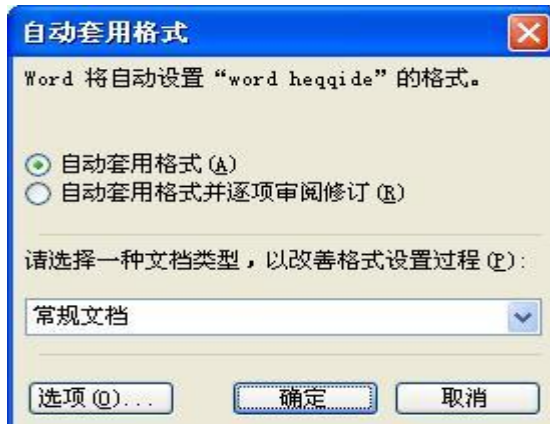 自动套用格式
Word 将自动设置“word heqqide”的格式。
自动套用格式(A)
自动套用格式并逐项审阅修订(R)
请选择一种文档类型，以改善格式设置过程(P):
常规文档
选项(O)... 确定 取消